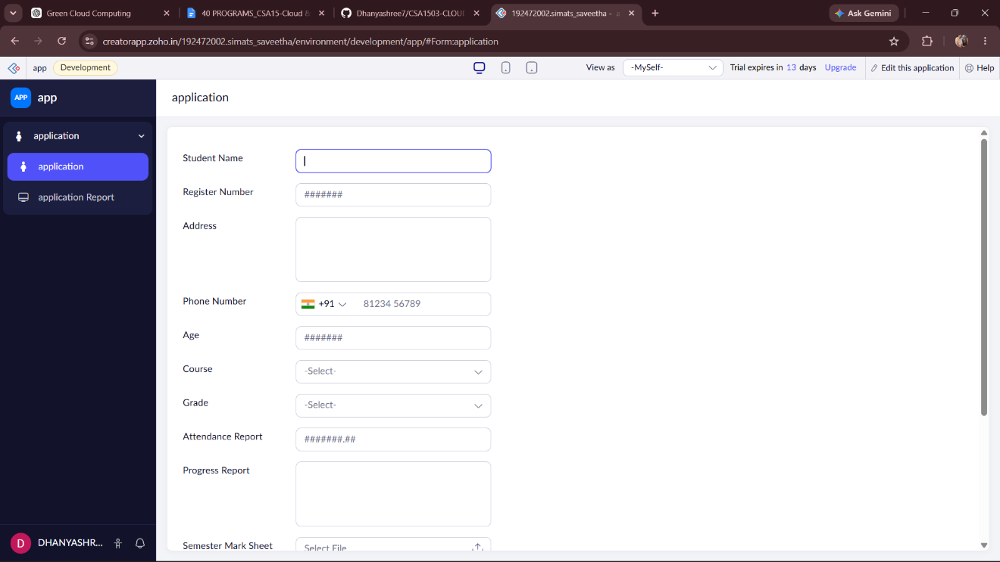 Green Cloud Computing
40 PROGRAMS_CSA15-Cloud &
Dhanyashree7/CSA1503-CLOUD
192472002.simats_saveetha - a
Ask Gemini
creatorapp.zoho.in/192472002.simats_saveetha/environment/development/app/#Form:application
app
Development
View as
-MySelf-
Trial expires in 13 days
Upgrade
Edit this application
Help
APP
app
application
application
application
application Report
Student Name
Register Number
#######
Address
Phone Number
+91
81234 56789
Age
#######
Course
-Select-
Grade
-Select-
Attendance Report
#######.##
Progress Report
Semester Mark Sheet
Select File
D
DHANYASHR...